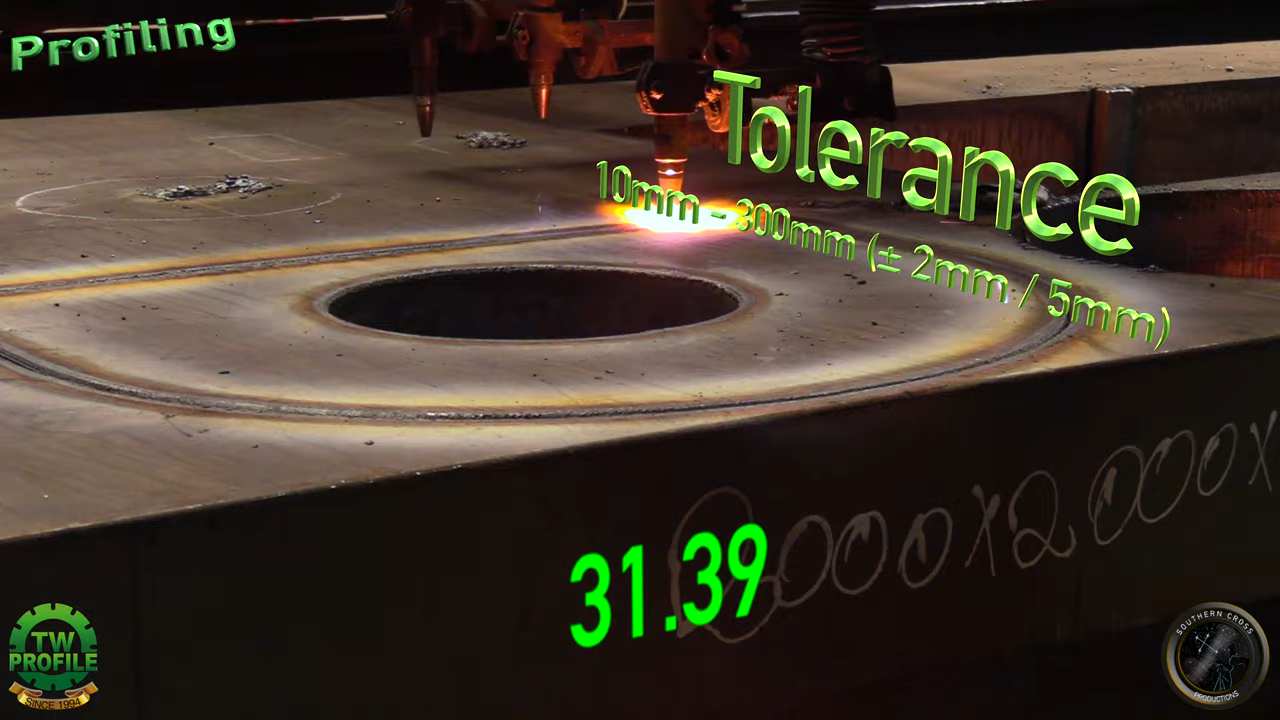 Profiling
Tolerance
10mm - 300mm (± 2mm / 5mm)
000X2000X
31.39
TW
PROFILE
SINCE 1994
SOUTHERN CROSS
PRODUCTIONS